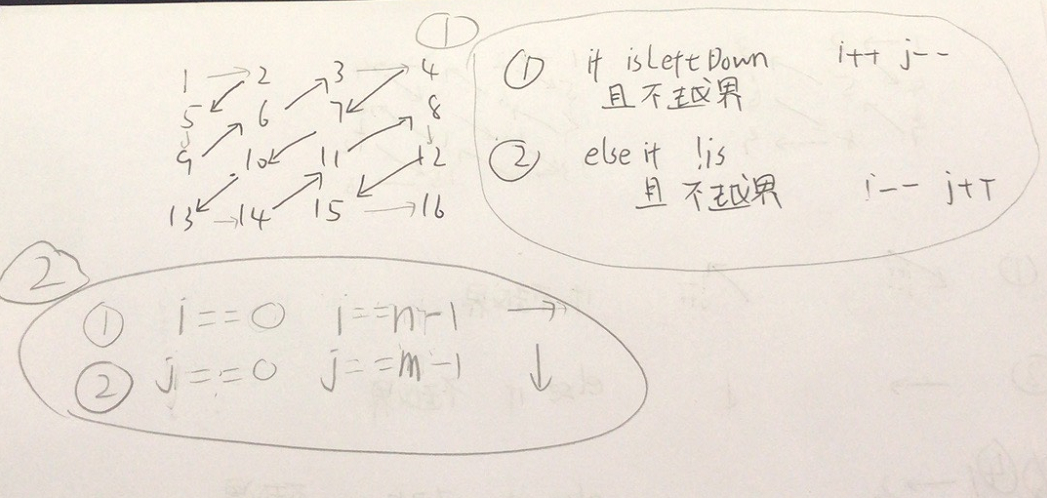 ①
1 → 2 3 → 4
5 6 7 8
9 10 11 12
13 → 14 15 → 16
① if isLeftDown i++ j--
且不越界
② else if !is
且不越界 i-- j++
②
① i==0 i==n-1 →
② j==0 j==m-1 ↓